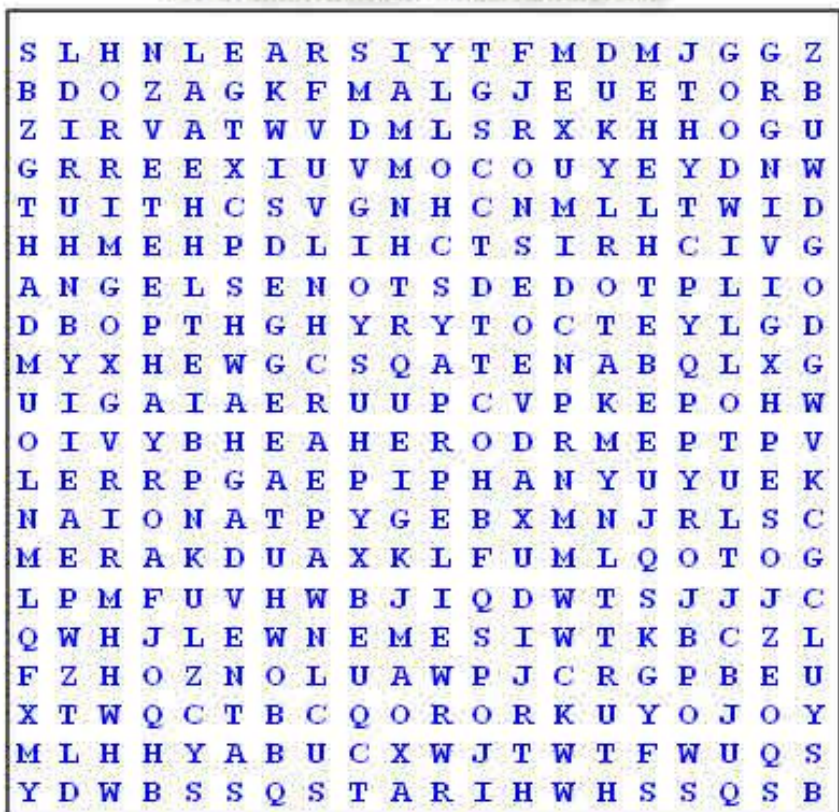 S L H N L E A R S I Y T F M D M J G G Z
B D O Z A G K F M A L G J E U E T O R B
Z I R V A T W V D M L S R X K H H O G U
G R R E E X I U V M O C O U Y E Y D N W
T U I T H C S V G N H C N M L L T W I D
H H M E H P D L I H C T S I R H C I V G
A N G E L S E N O T S D E D O T P L I O
D B O P T H G H Y R Y T O C T E Y L G D
M Y X H E W G C S Q A T E N A B Q L X G
U I G A I A E R U U P C V P K E P O H W
O I V Y B H E A H E R O D R M E P T P V
L E R R P G A E P I P H A N Y U Y U E K
N A I O N A T P Y G E B X M N J R L S C
M E R A K D U A X K L F U M L Q O T O G
L P M F U V H W B J I Q D W T S J J J C
Q W H J L E W N E M E S I W T K B C Z L
F Z H O Z N O L U A W P J C R G P B E U
X T W Q C T B C Q O R O R K U Y O J O Y
M L H H Y A B U C X W J T W T F W U Q S
Y D W B S S Q S T A R I H W H S S Q S B